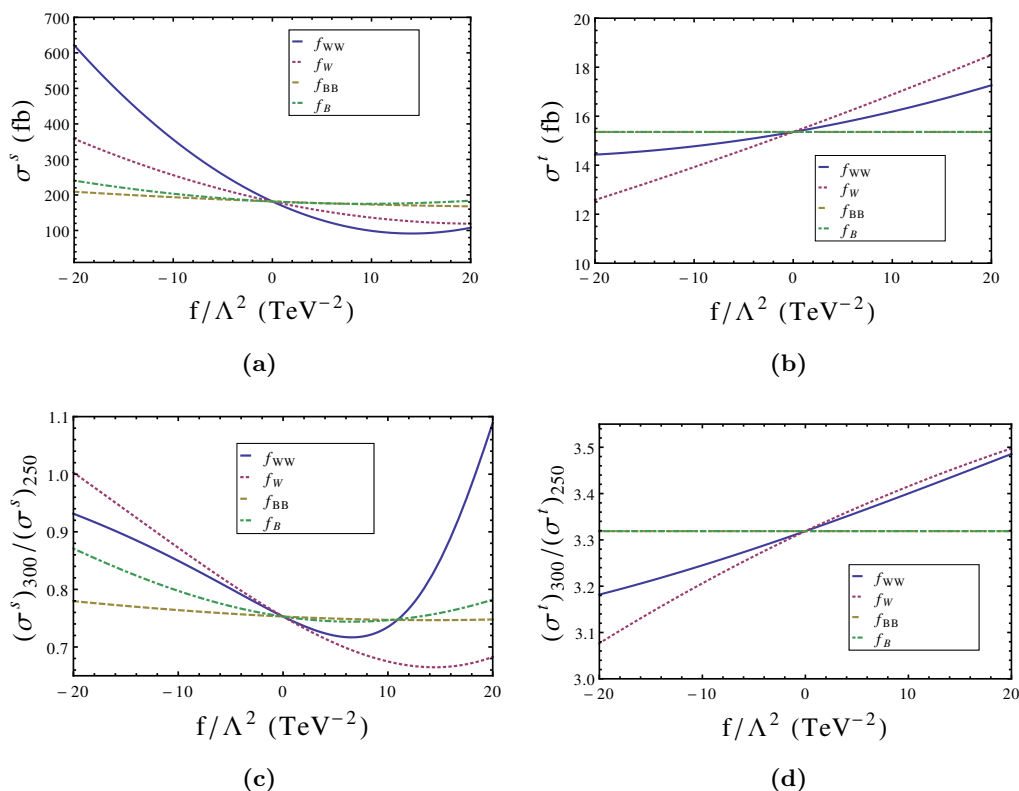 700
600
500
400
300
200
100
σ^s (fb)
f_WW
f_W
f_BB
f_B
−20 −10 0 10 20
f/Λ² (TeV⁻²)
(a)
20
18
16
14
12
10
σ^t (fb)
f_WW
f_W
f_BB
f_B
−20 −10 0 10 20
f/Λ² (TeV⁻²)
(b)
1.1
1.0
0.9
0.8
0.7
(σ^s)_300/(σ^s)_250
f_WW
f_W
f_BB
f_B
−20 −10 0 10 20
f/Λ² (TeV⁻²)
(c)
3.5
3.4
3.3
3.2
3.1
3.0
(σ^t)_300/(σ^t)_250
f_WW
f_W
f_BB
f_B
−20 −10 0 10 20
f/Λ² (TeV⁻²)
(d)